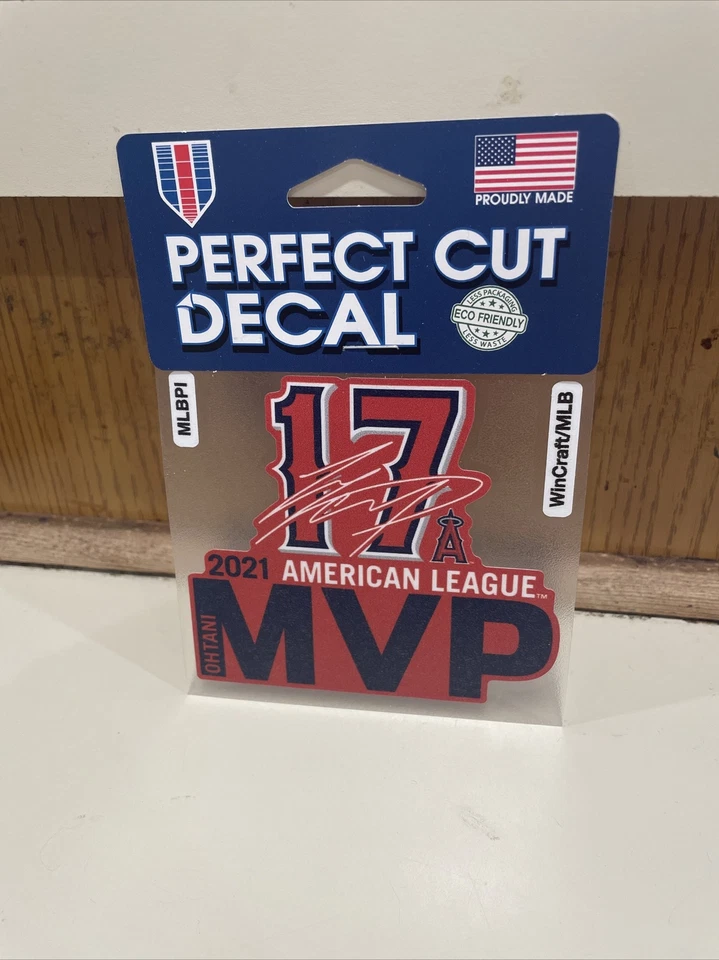 PROUDLY MADE
PERFECT CUT
DECAL
LESS PACKAGING
ECO FRIENDLY
LESS WASTE
MLBPI
WinCraft/MLB
17
A
2021 AMERICAN LEAGUE™
OHTANI
MVP